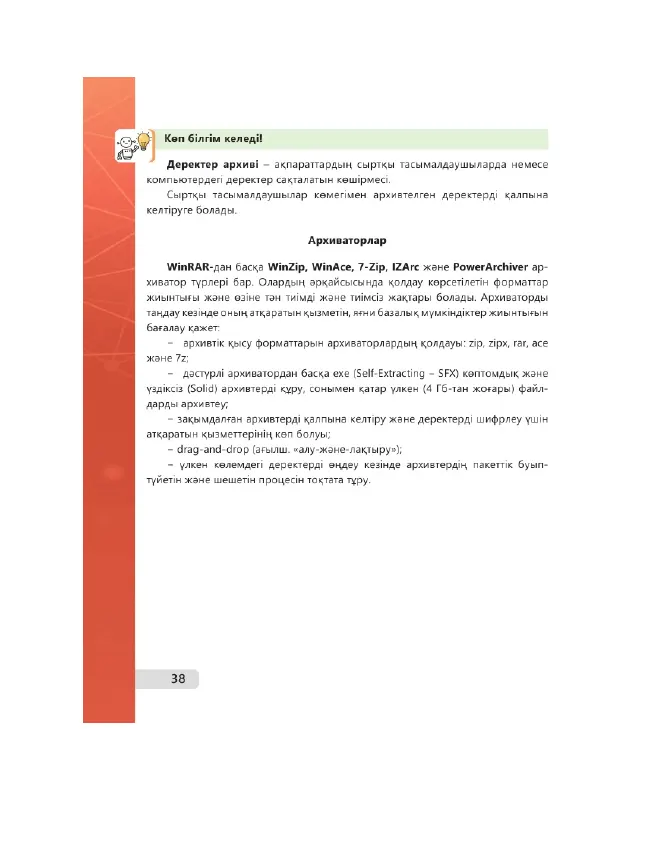 Көп білгім келеді!
Деректер архиві – ақпараттардың сыртқы тасымалдаушыларда немесе
компьютердегі деректер сақталатын көшірмесі.
Сыртқы тасымалдаушылар көмегімен архивтелген деректерді қалпына
келтіруге болады.
Архиваторлар
WinRAR-дан басқа WinZip, WinAce, 7-Zip, IZArc және PowerArchiver ар-
хиватор түрлері бар. Олардың әрқайсысында қолдау көрсетілетін форматтар
жиынтығы және өзіне тән тиімді және тиімсіз жақтары болады. Архиваторды
таңдау кезінде оның атқаратын қызметін, яғни базалық мүмкіндіктер жиынтығын
бағалау қажет:
– архивтік қысу форматтарын архиваторлардың қолдауы: zip, zipx, rar, ace
және 7z;
– дәстүрлі архиватордан басқа exe (Self-Extracting – SFX) көптомдық және
үздіксіз (Solid) архивтерді құру, сонымен қатар үлкен (4 Гб-тан жоғары) файл-
дарды архивтеу;
– зақымдалған архивтерді қалпына келтіру және деректерді шифрлеу үшін
атқаратын қызметтерінің көп болуы;
– drag-and-drop (ағылш. «алу-және-лақтыру»);
– үлкен көлемдегі деректерді өңдеу кезінде архивтердің пакеттік буып-
түйетін және шешетін процесін тоқтата тұру.
38